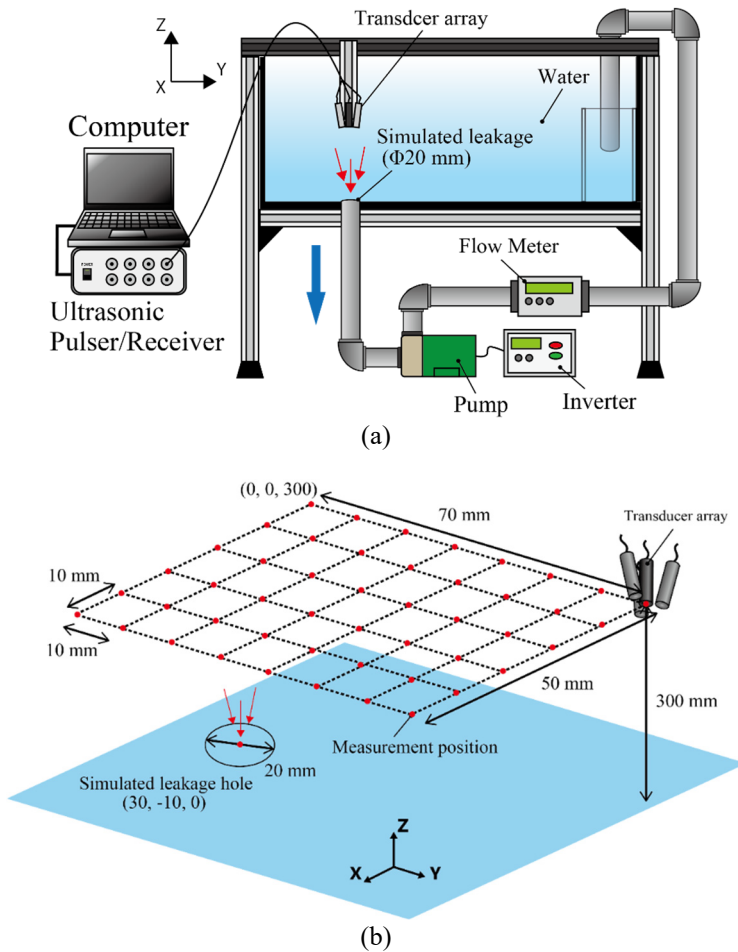 Z
Y
X
Transdcer array
Water
Computer
Simulated leakage
(Φ20 mm)
POWER
Flow Meter
Ultrasonic
Pulser/Receiver
Pump
Inverter
(a)
(0, 0, 300)
70 mm
Transducer array
10 mm
10 mm
50 mm
300 mm
Measurement position
20 mm
Simulated leakage hole
(30, -10, 0)
Z
X
Y
(b)